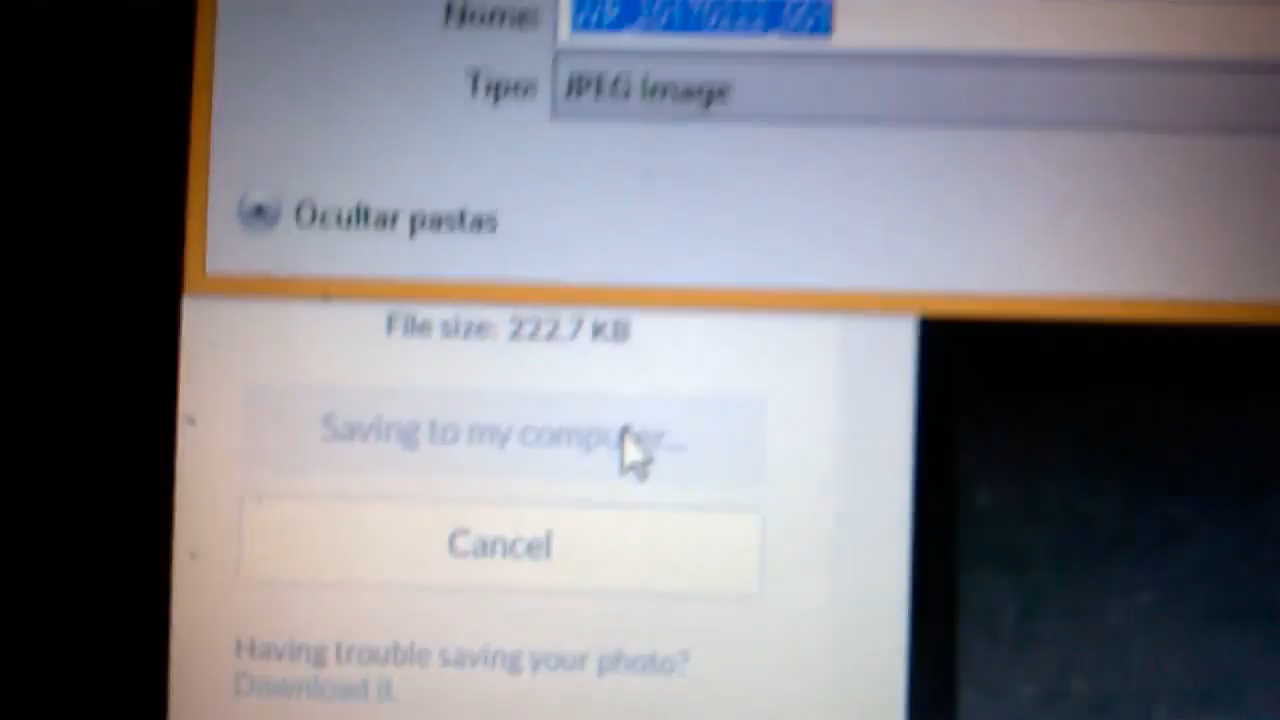 Nome:
Tipo: JPEG Image
Ocultar pastas
File size: 222.7 KB
Saving to my computer...
Cancel
Having trouble saving your photo?
Download it.